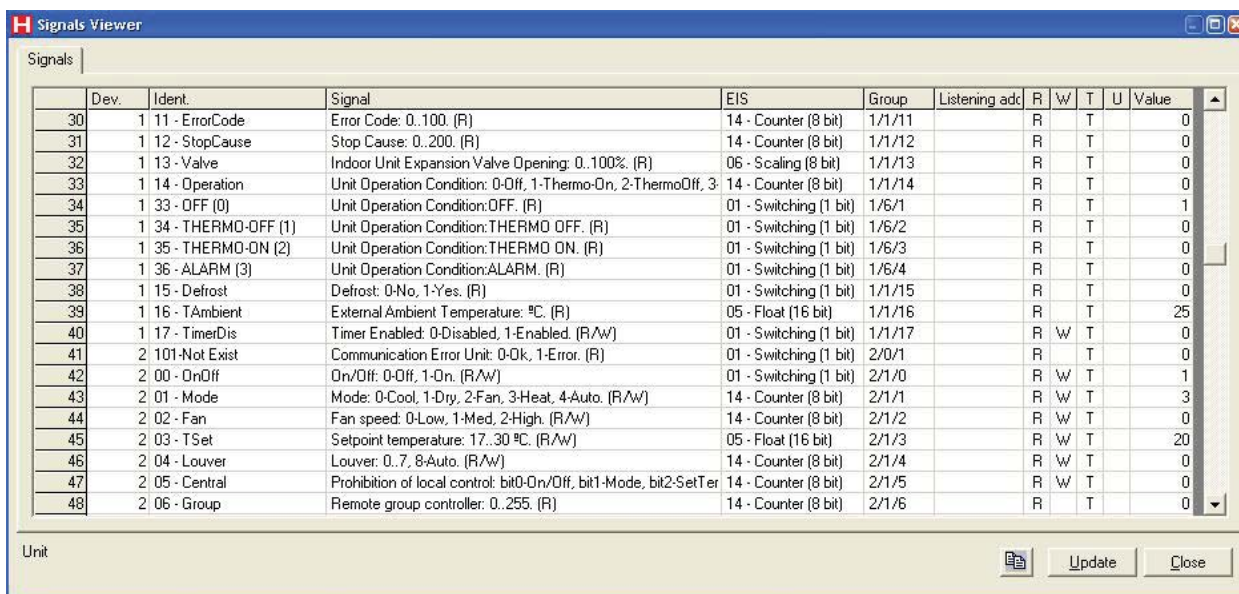 H Signals Viewer
Signals
Dev. Ident. Signal EIS Group Listening adc R W T U Value
30 1 11 - ErrorCode Error Code: 0..100. (R) 14 - Counter (8 bit) 1/1/11 R T 0
31 1 12 - StopCause Stop Cause: 0..200. (R) 14 - Counter (8 bit) 1/1/12 R T 0
32 1 13 - Valve Indoor Unit Expansion Valve Opening: 0..100%. (R) 06 - Scaling (8 bit) 1/1/13 R T 0
33 1 14 - Operation Unit Operation Condition: 0-Off, 1-Thermo-On, 2-ThermoOff, 3- 14 - Counter (8 bit) 1/1/14 R T 0
34 1 33 - OFF (0) Unit Operation Condition:OFF. (R) 01 - Switching (1 bit) 1/6/1 R T 1
35 1 34 - THERMO-OFF (1) Unit Operation Condition:THERMO OFF. (R) 01 - Switching (1 bit) 1/6/2 R T 0
36 1 35 - THERMO-ON (2) Unit Operation Condition:THERMO ON. (R) 01 - Switching (1 bit) 1/6/3 R T 0
37 1 36 - ALARM (3) Unit Operation Condition:ALARM. (R) 01 - Switching (1 bit) 1/6/4 R T 0
38 1 15 - Defrost Defrost: 0-No, 1-Yes. (R) 01 - Switching (1 bit) 1/1/15 R T 0
39 1 16 - TAmbient External Ambient Temperature: ºC. (R) 05 - Float (16 bit) 1/1/16 R T 25
40 1 17 - TimerDis Timer Enabled: 0-Disabled, 1-Enabled. (R/W) 01 - Switching (1 bit) 1/1/17 R W T 0
41 2 101-Not Exist Communication Error Unit: 0-Ok, 1-Error. (R) 01 - Switching (1 bit) 2/0/1 R T 0
42 2 00 - OnOff On/Off: 0-Off, 1-On. (R/W) 01 - Switching (1 bit) 2/1/0 R W T 1
43 2 01 - Mode Mode: 0-Cool, 1-Dry, 2-Fan, 3-Heat, 4-Auto. (R/W) 14 - Counter (8 bit) 2/1/1 R W T 3
44 2 02 - Fan Fan speed: 0-Low, 1-Med, 2-High. (R/W) 14 - Counter (8 bit) 2/1/2 R W T 0
45 2 03 - TSet Setpoint temperature: 17..30 ºC. (R/W) 05 - Float (16 bit) 2/1/3 R W T 20
46 2 04 - Louver Louver: 0..7, 8-Auto. (R/W) 14 - Counter (8 bit) 2/1/4 R W T 0
47 2 05 - Central Prohibition of local control: bit0-On/Off, bit1-Mode, bit2-SetTer 14 - Counter (8 bit) 2/1/5 R W T 0
48 2 06 - Group Remote group controller: 0..255. (R) 14 - Counter (8 bit) 2/1/6 R T 0
Unit Update Close